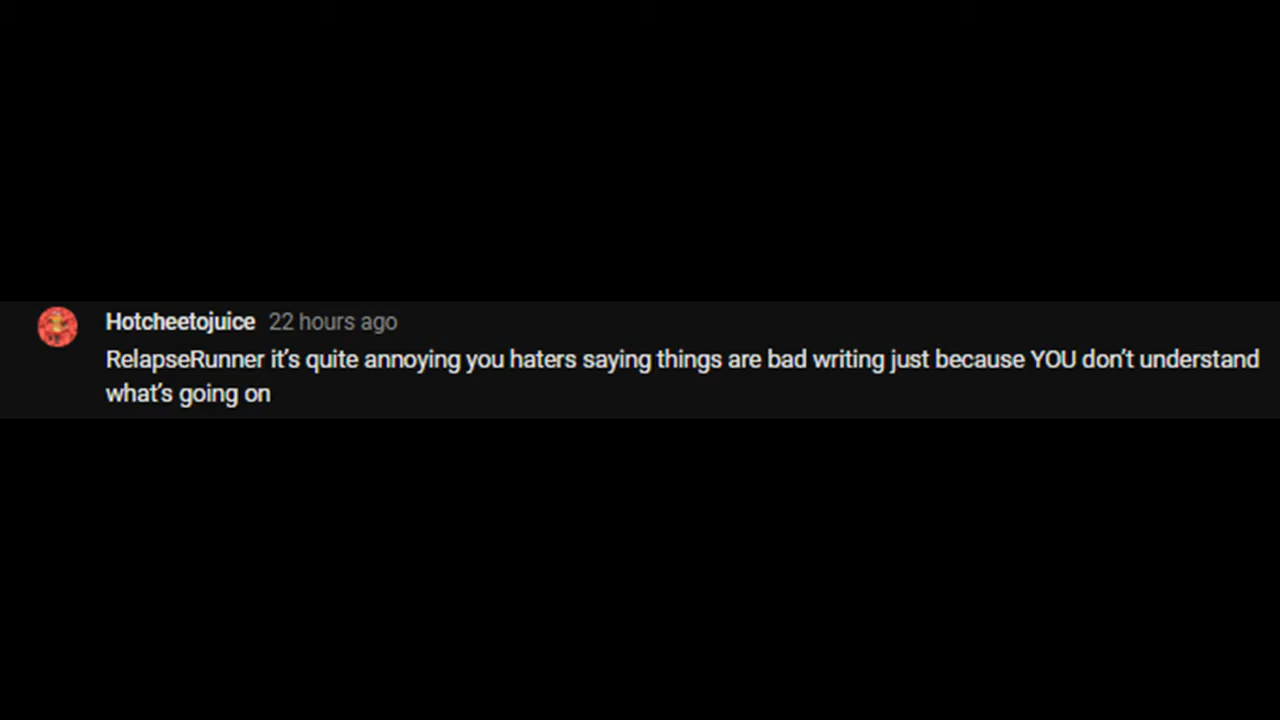 Hotcheetojuice 22 hours ago
RelapseRunner it’s quite annoying you haters saying things are bad writing just because YOU don’t understand
what’s going on